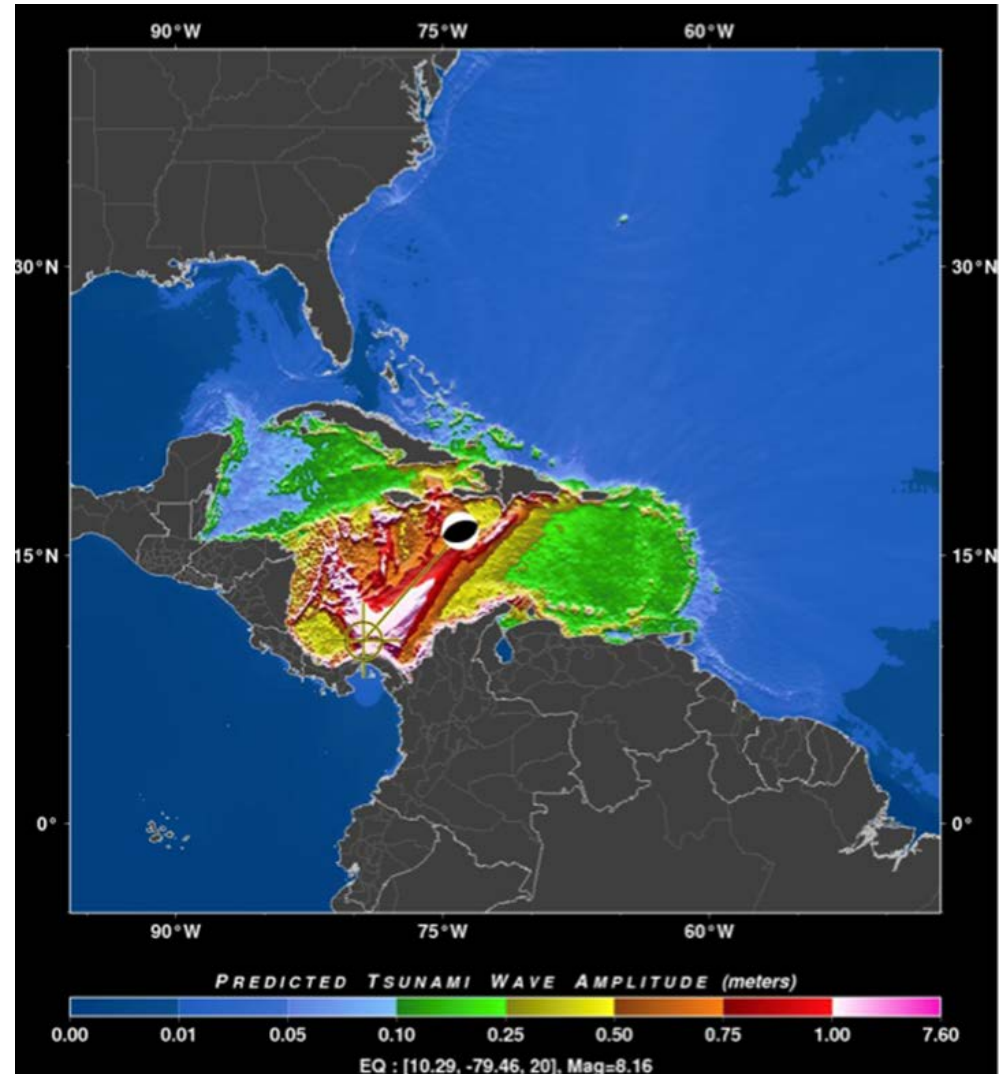 90°W 75°W 60°W
30°N 30°N
15°N 15°N
0° 0°
90°W 75°W 60°W
PREDICTED TSUNAMI WAVE AMPLITUDE (meters)
0.00 0.01 0.05 0.10 0.25 0.50 0.75 1.00 7.60
EQ : [10.29, -79.46, 20], Mag=8.16